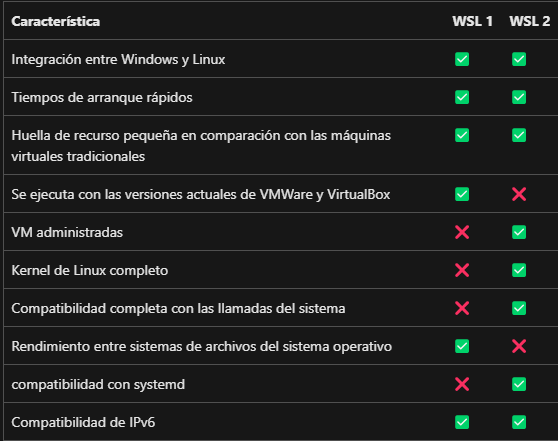 Característica WSL 1 WSL 2
Integración entre Windows y Linux ✅ ✅
Tiempos de arranque rápidos ✅ ✅
Huella de recurso pequeña en comparación con las máquinas
virtuales tradicionales ✅ ✅
Se ejecuta con las versiones actuales de VMWare y VirtualBox ✅ ❌
VM administradas ❌ ✅
Kernel de Linux completo ❌ ✅
Compatibilidad completa con las llamadas del sistema ❌ ✅
Rendimiento entre sistemas de archivos del sistema operativo ✅ ❌
compatibilidad con systemd ❌ ✅
Compatibilidad de IPv6 ✅ ✅